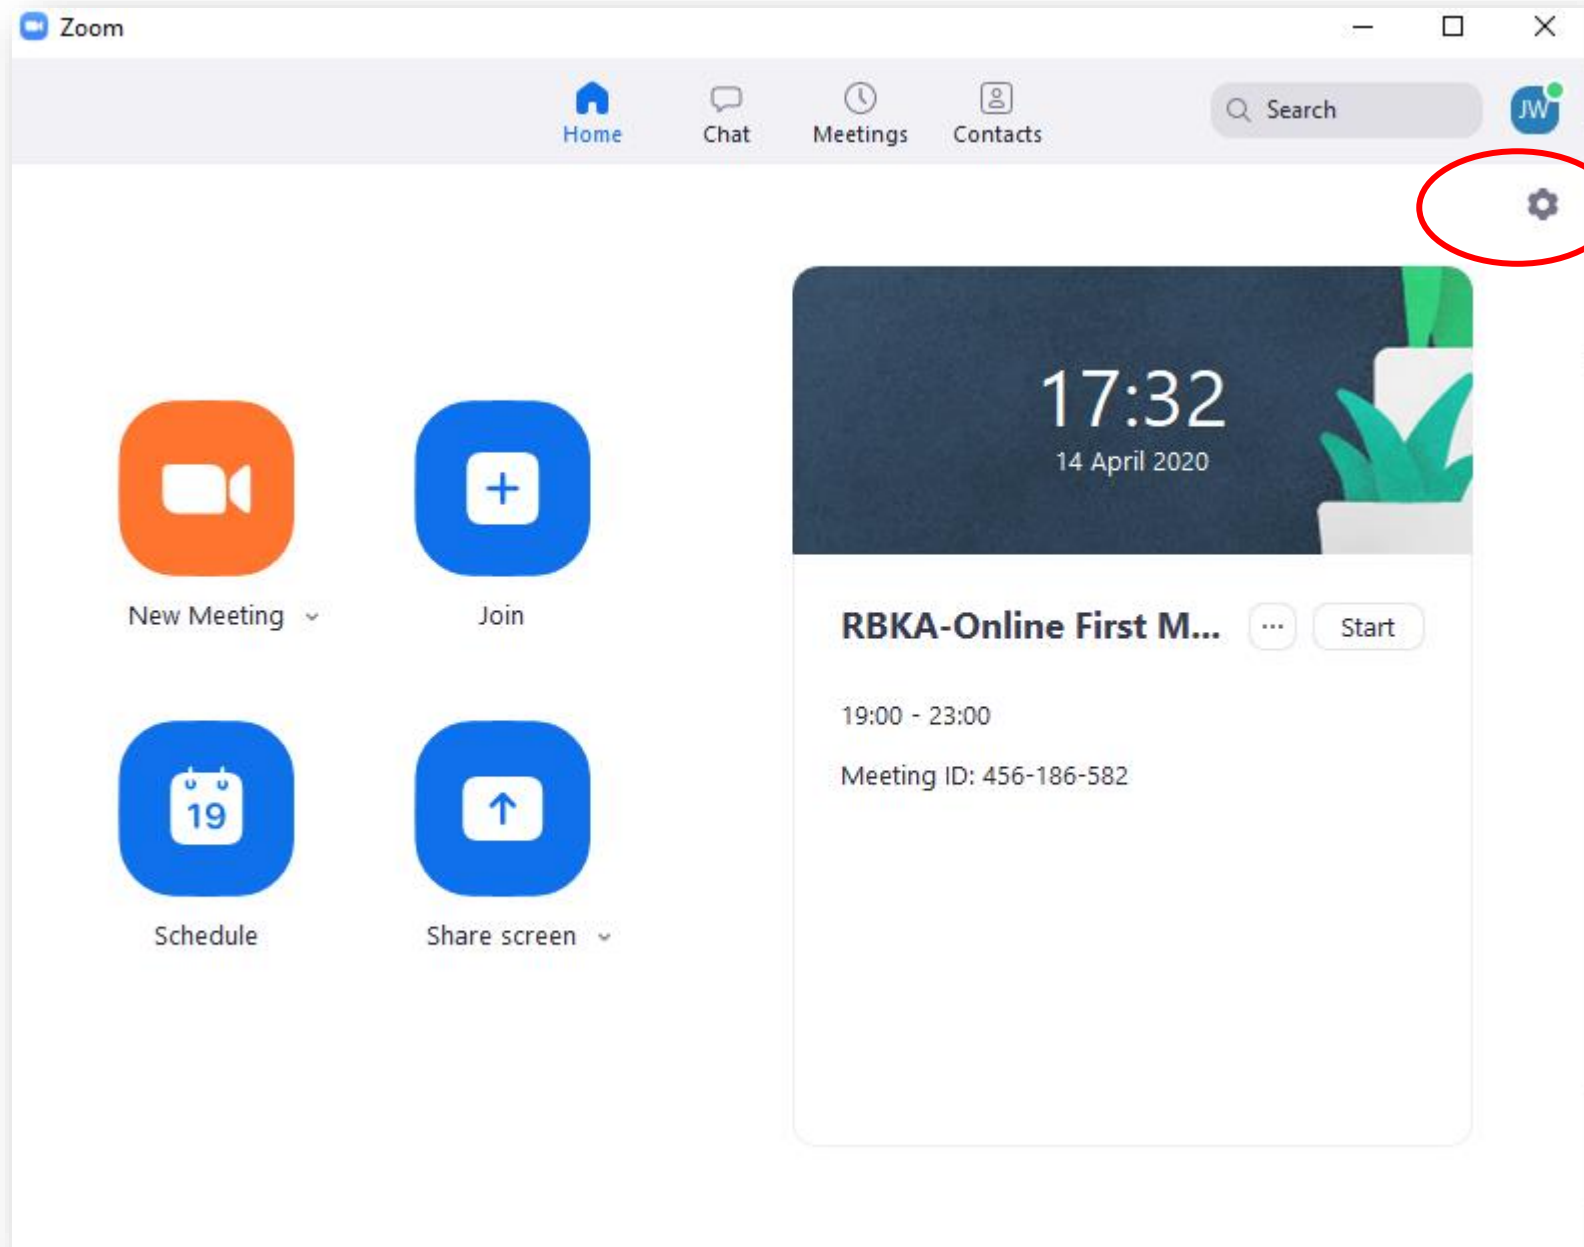 Zoom
Home Chat Meetings Contacts Search JW
17:32
14 April 2020
New Meeting Join
RBKA-Online First M... ... Start
19:00 - 23:00
Meeting ID: 456-186-582
19
Schedule Share screen